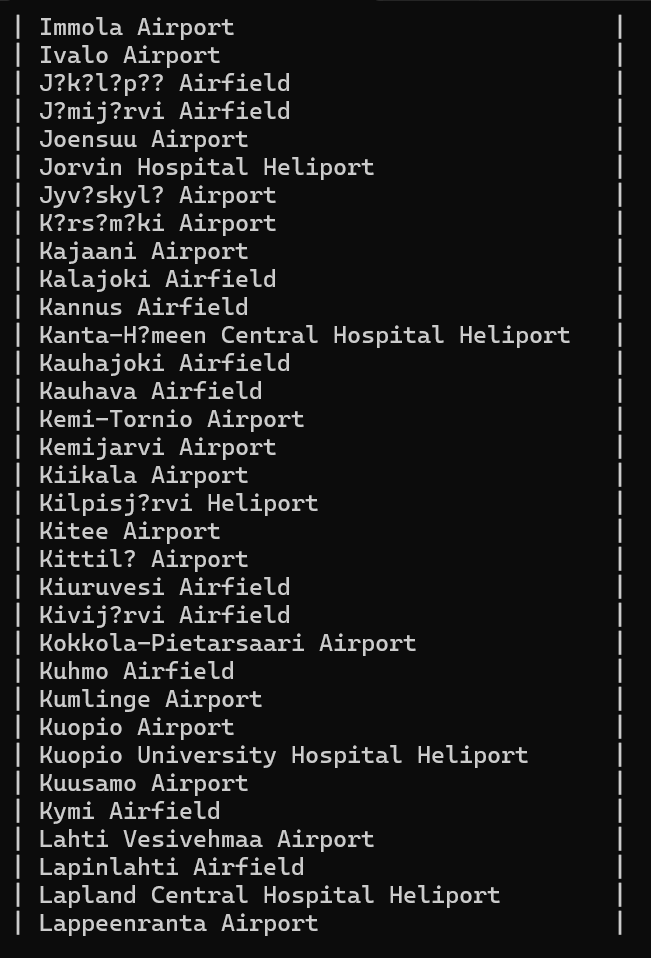 | Immola Airport |
| Ivalo Airport |
| J?k?l?p?? Airfield |
| J?mij?rvi Airfield |
| Joensuu Airport |
| Jorvin Hospital Heliport |
| Jyv?skyl? Airport |
| K?rs?m?ki Airport |
| Kajaani Airport |
| Kalajoki Airfield |
| Kannus Airfield |
| Kanta-H?meen Central Hospital Heliport |
| Kauhajoki Airfield |
| Kauhava Airfield |
| Kemi-Tornio Airport |
| Kemijarvi Airport |
| Kiikala Airport |
| Kilpisj?rvi Heliport |
| Kitee Airport |
| Kittil? Airport |
| Kiuruvesi Airfield |
| Kivij?rvi Airfield |
| Kokkola-Pietarsaari Airport |
| Kuhmo Airfield |
| Kumlinge Airport |
| Kuopio Airport |
| Kuopio University Hospital Heliport |
| Kuusamo Airport |
| Kymi Airfield |
| Lahti Vesivehmaa Airport |
| Lapinlahti Airfield |
| Lapland Central Hospital Heliport |
| Lappeenranta Airport |